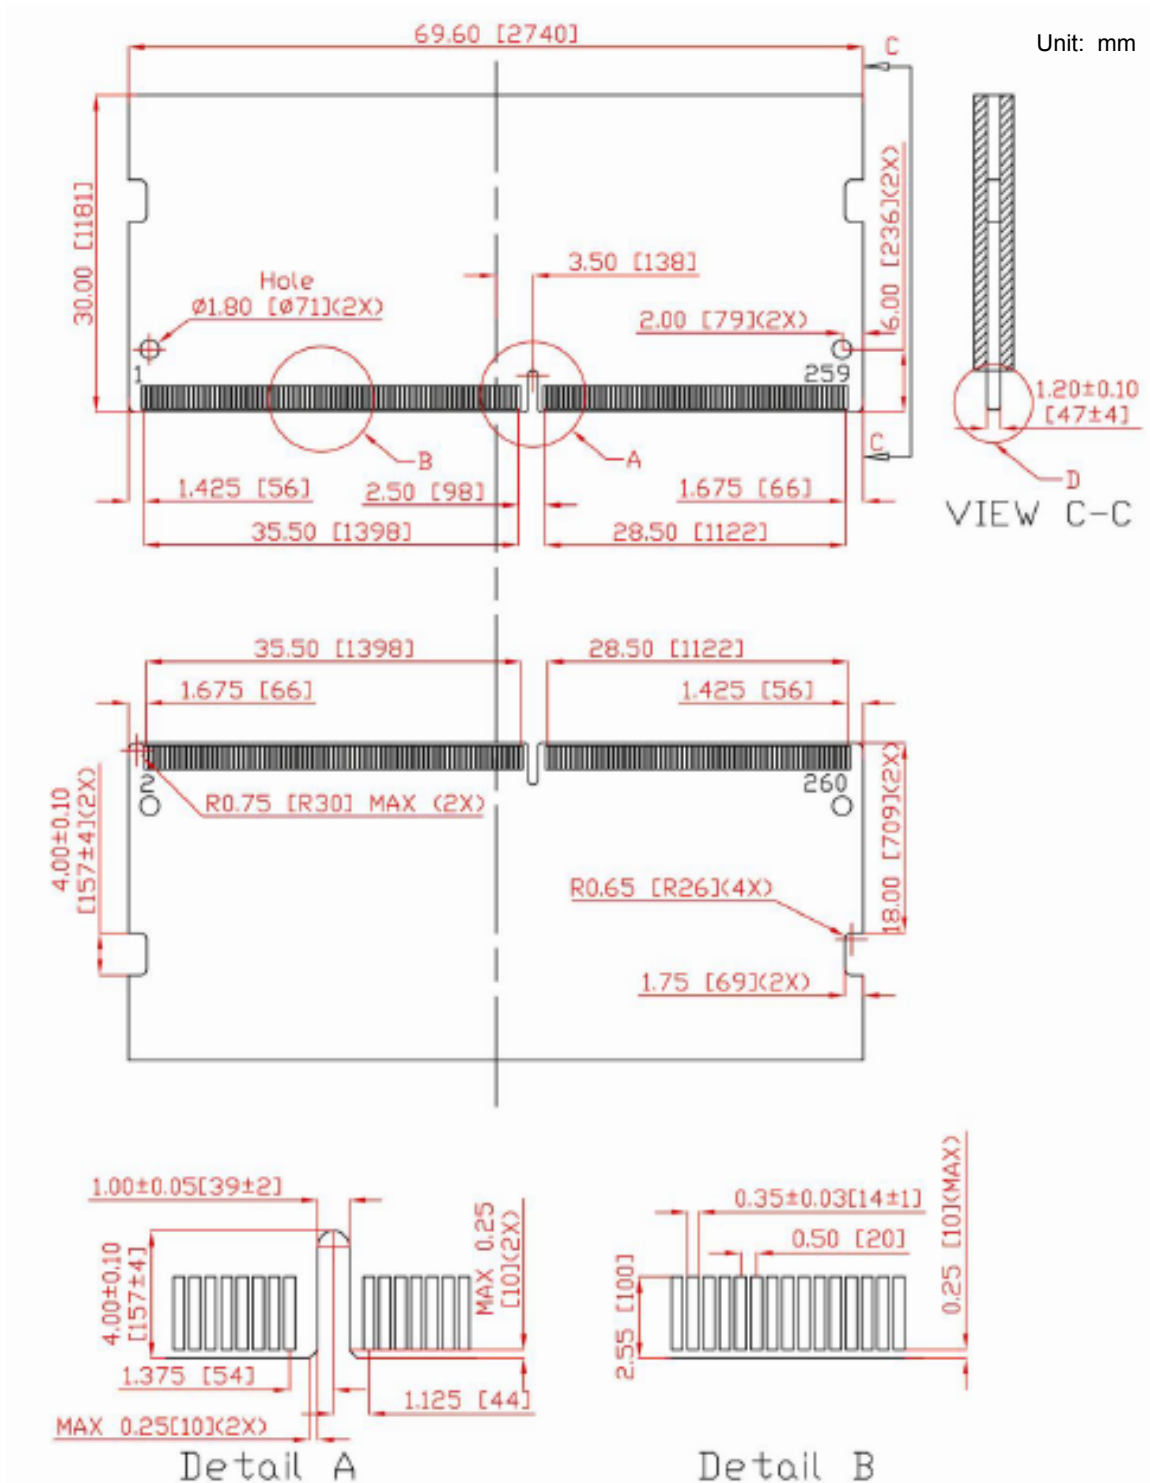 69.60 [2740]
Unit: mm
C
30.00 [1181]
6.00 [236](2X)
3.50 [138]
Hole
Ø1.80 [Ø71](2X)
2.00 [79](2X)
1
259
1.20±0.10
[47±4]
B
A
C
D
1.425 [56]
2.50 [98]
1.675 [66]
VIEW C-C
35.50 [1398]
28.50 [1122]
35.50 [1398]
28.50 [1122]
1.675 [66]
1.425 [56]
2
260
R0.75 [R30] MAX (2X)
4.00±0.10
[157±4](2X)
18.00 [709](2X)
R0.65 [R26](4X)
1.75 [69](2X)
1.00±0.05[39±2]
0.35±0.03[14±1]
0.50 [20]
4.00±0.10
[157±4]
MAX 0.25
[10](2X)
2.55 [100]
0.25 [10](MAX)
1.375 [54]
1.125 [44]
MAX 0.25[10](2X)
Detail A
Detail B